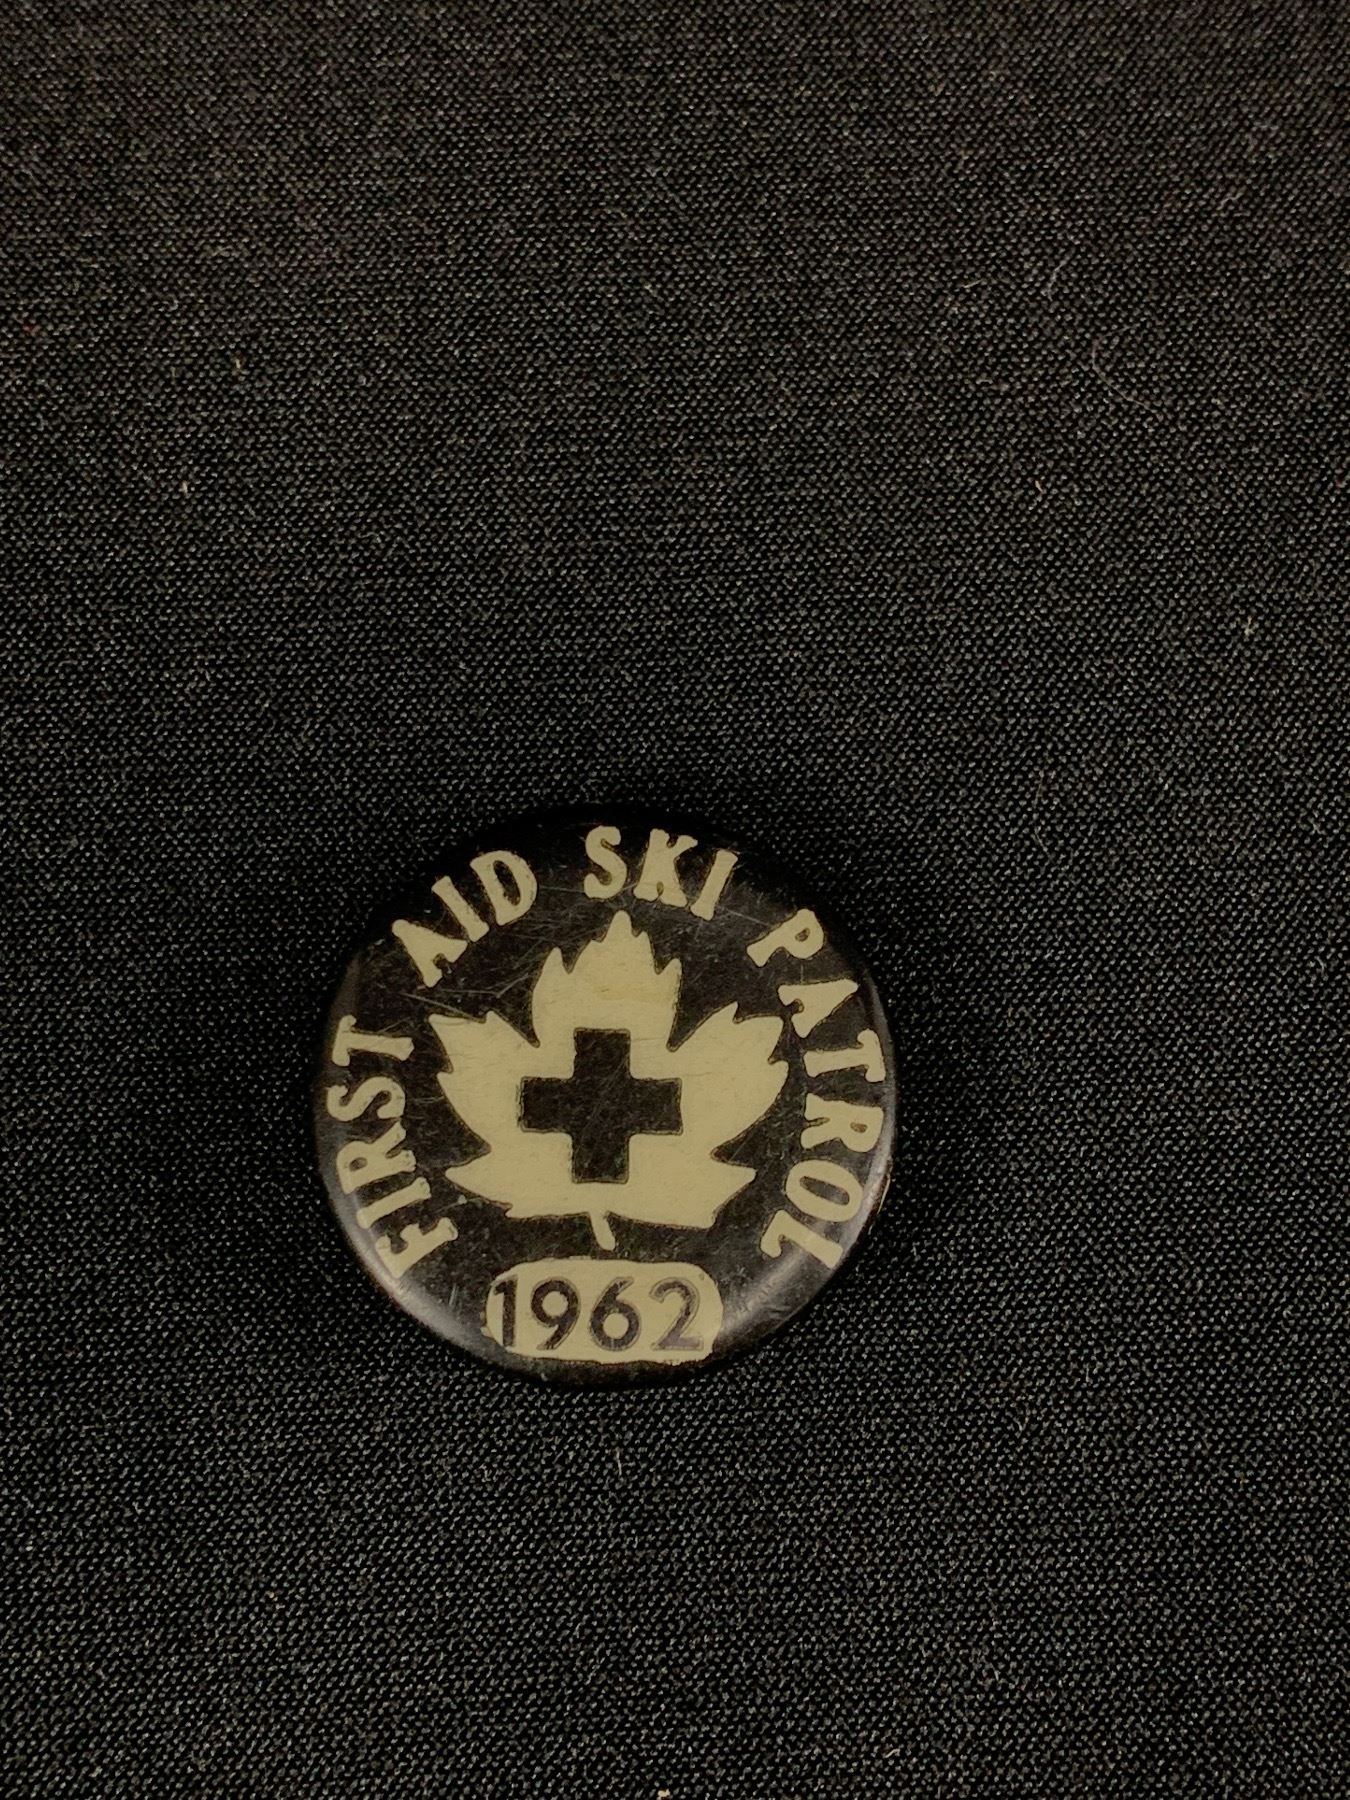 FIRST AID SKI PATROL
1962